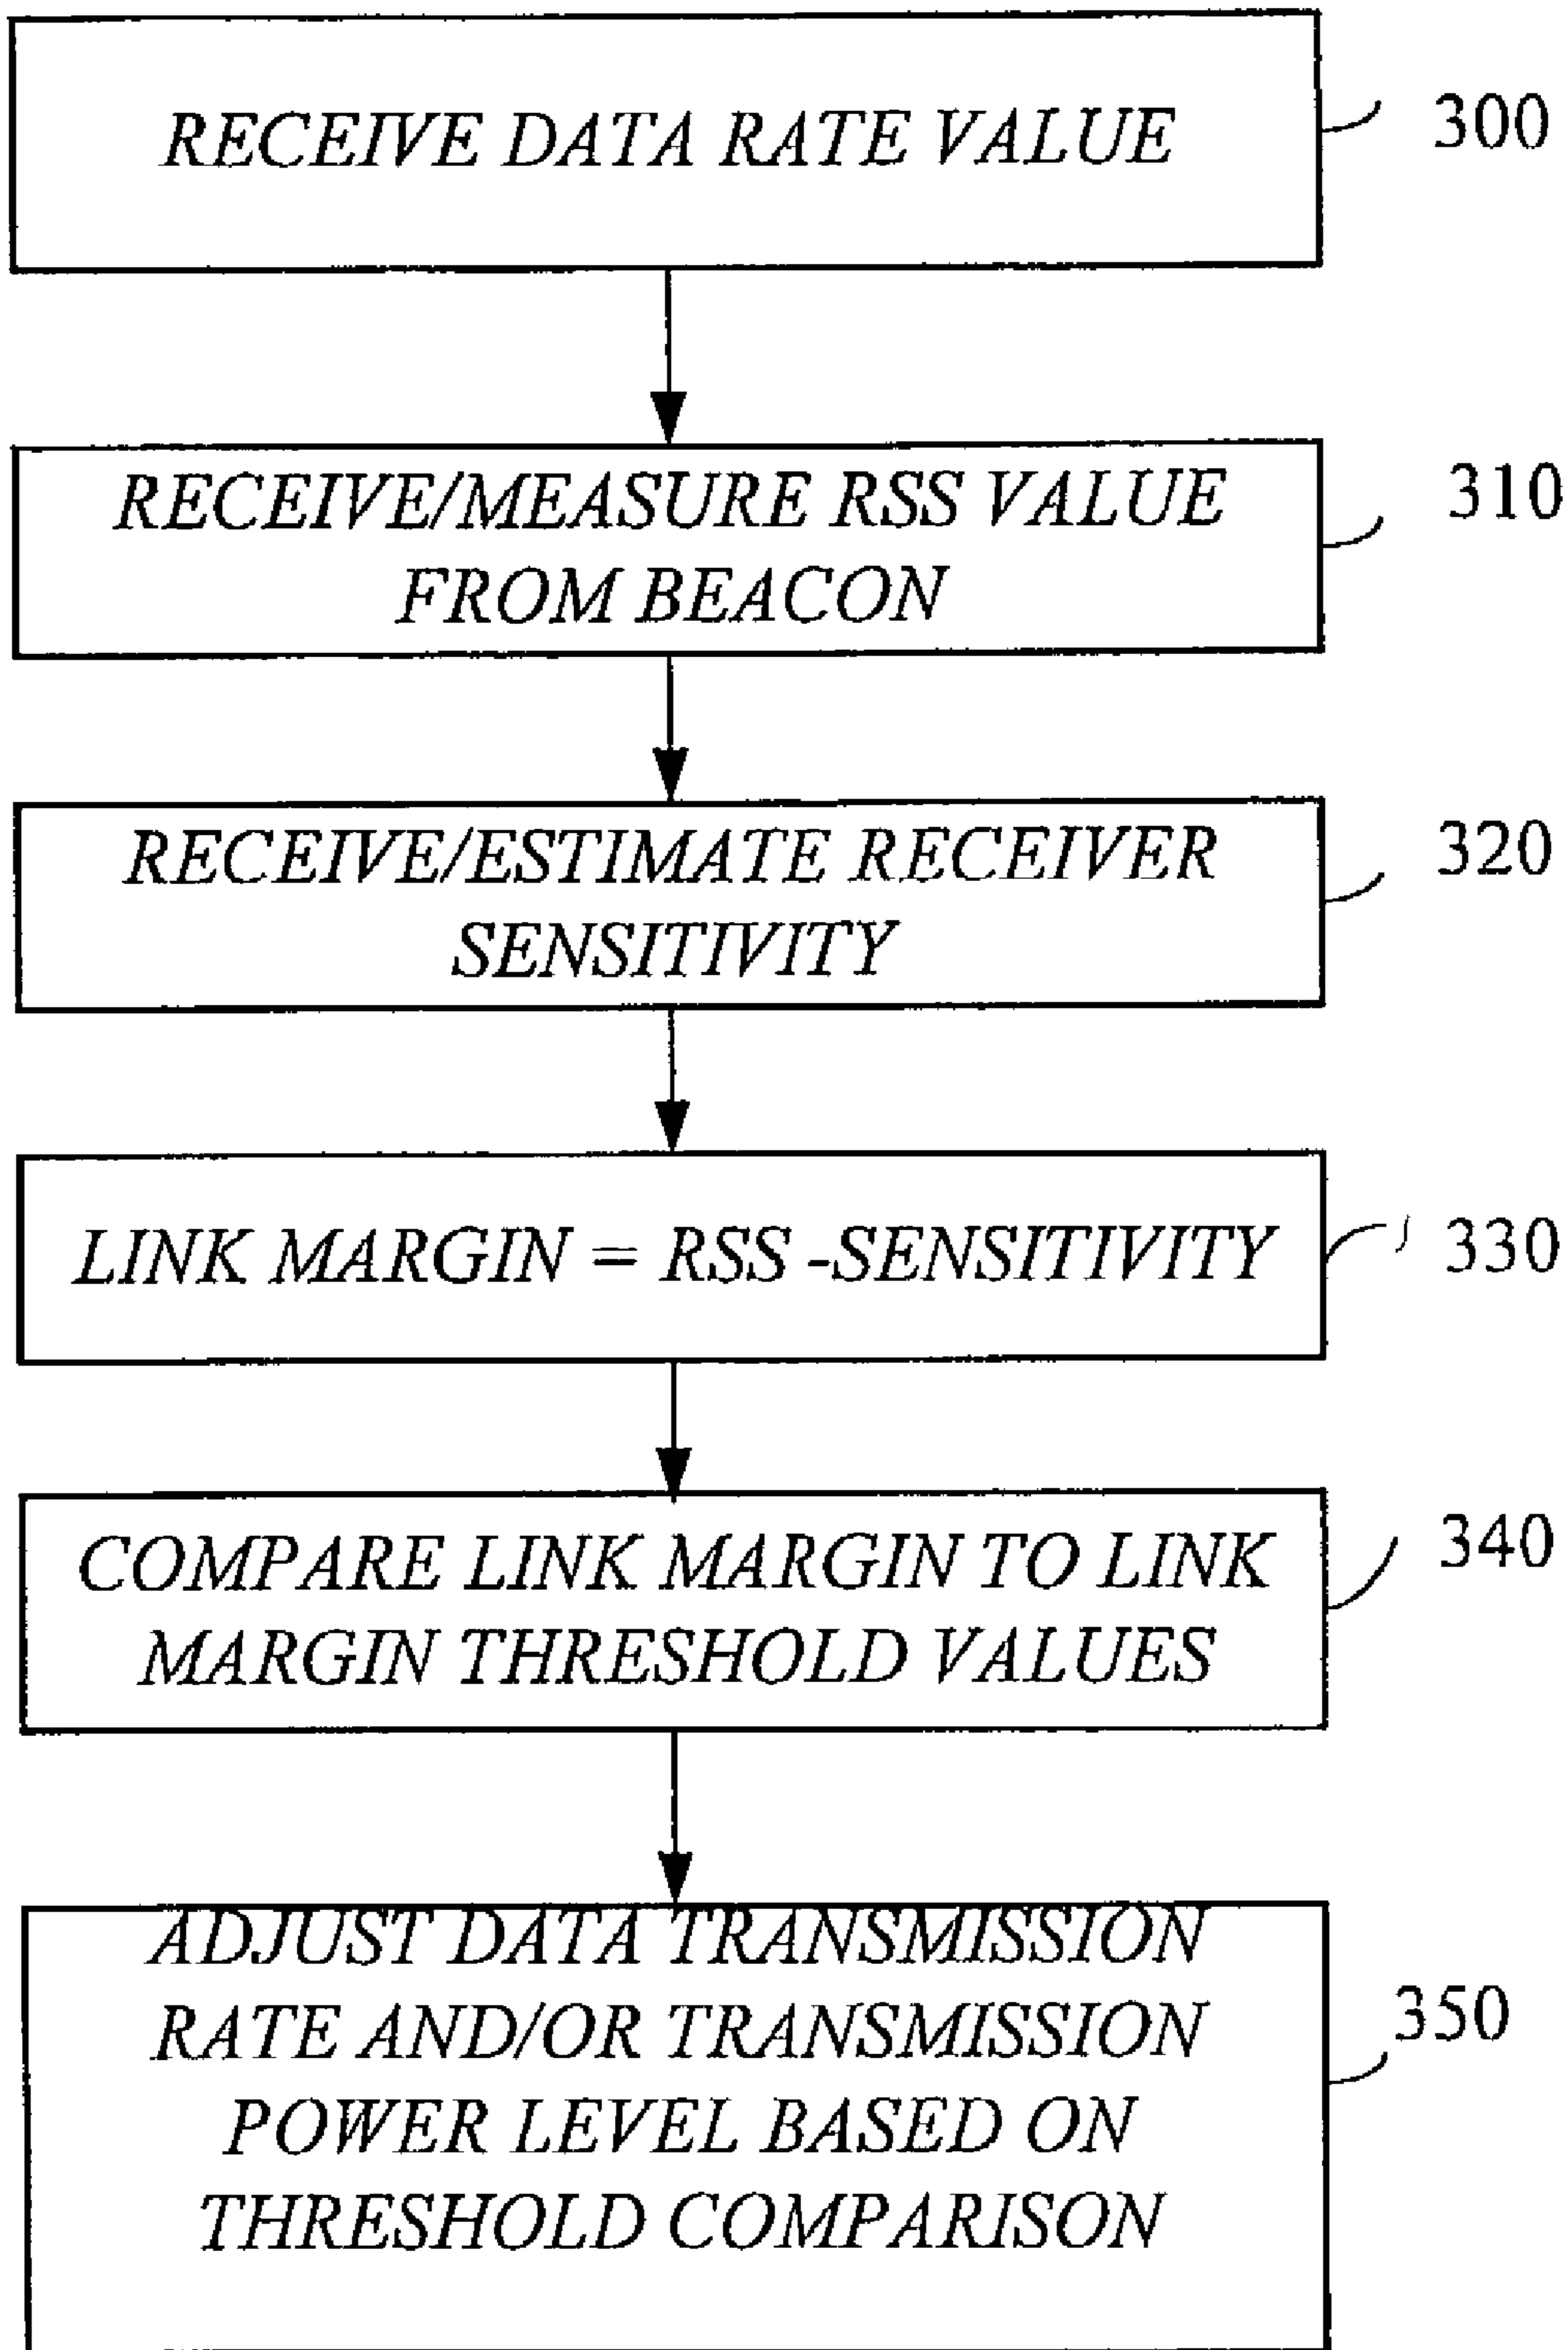 RECEIVE DATA RATE VALUE
300
RECEIVE/MEASURE RSS VALUE
FROM BEACON
310
RECEIVE/ESTIMATE RECEIVER
SENSITIVITY
320
LINK MARGIN = RSS -SENSITIVITY
330
COMPARE LINK MARGIN TO LINK
MARGIN THRESHOLD VALUES
340
ADJUST DATA TRANSMISSION
RATE AND/OR TRANSMISSION
POWER LEVEL BASED ON
THRESHOLD COMPARISON
350